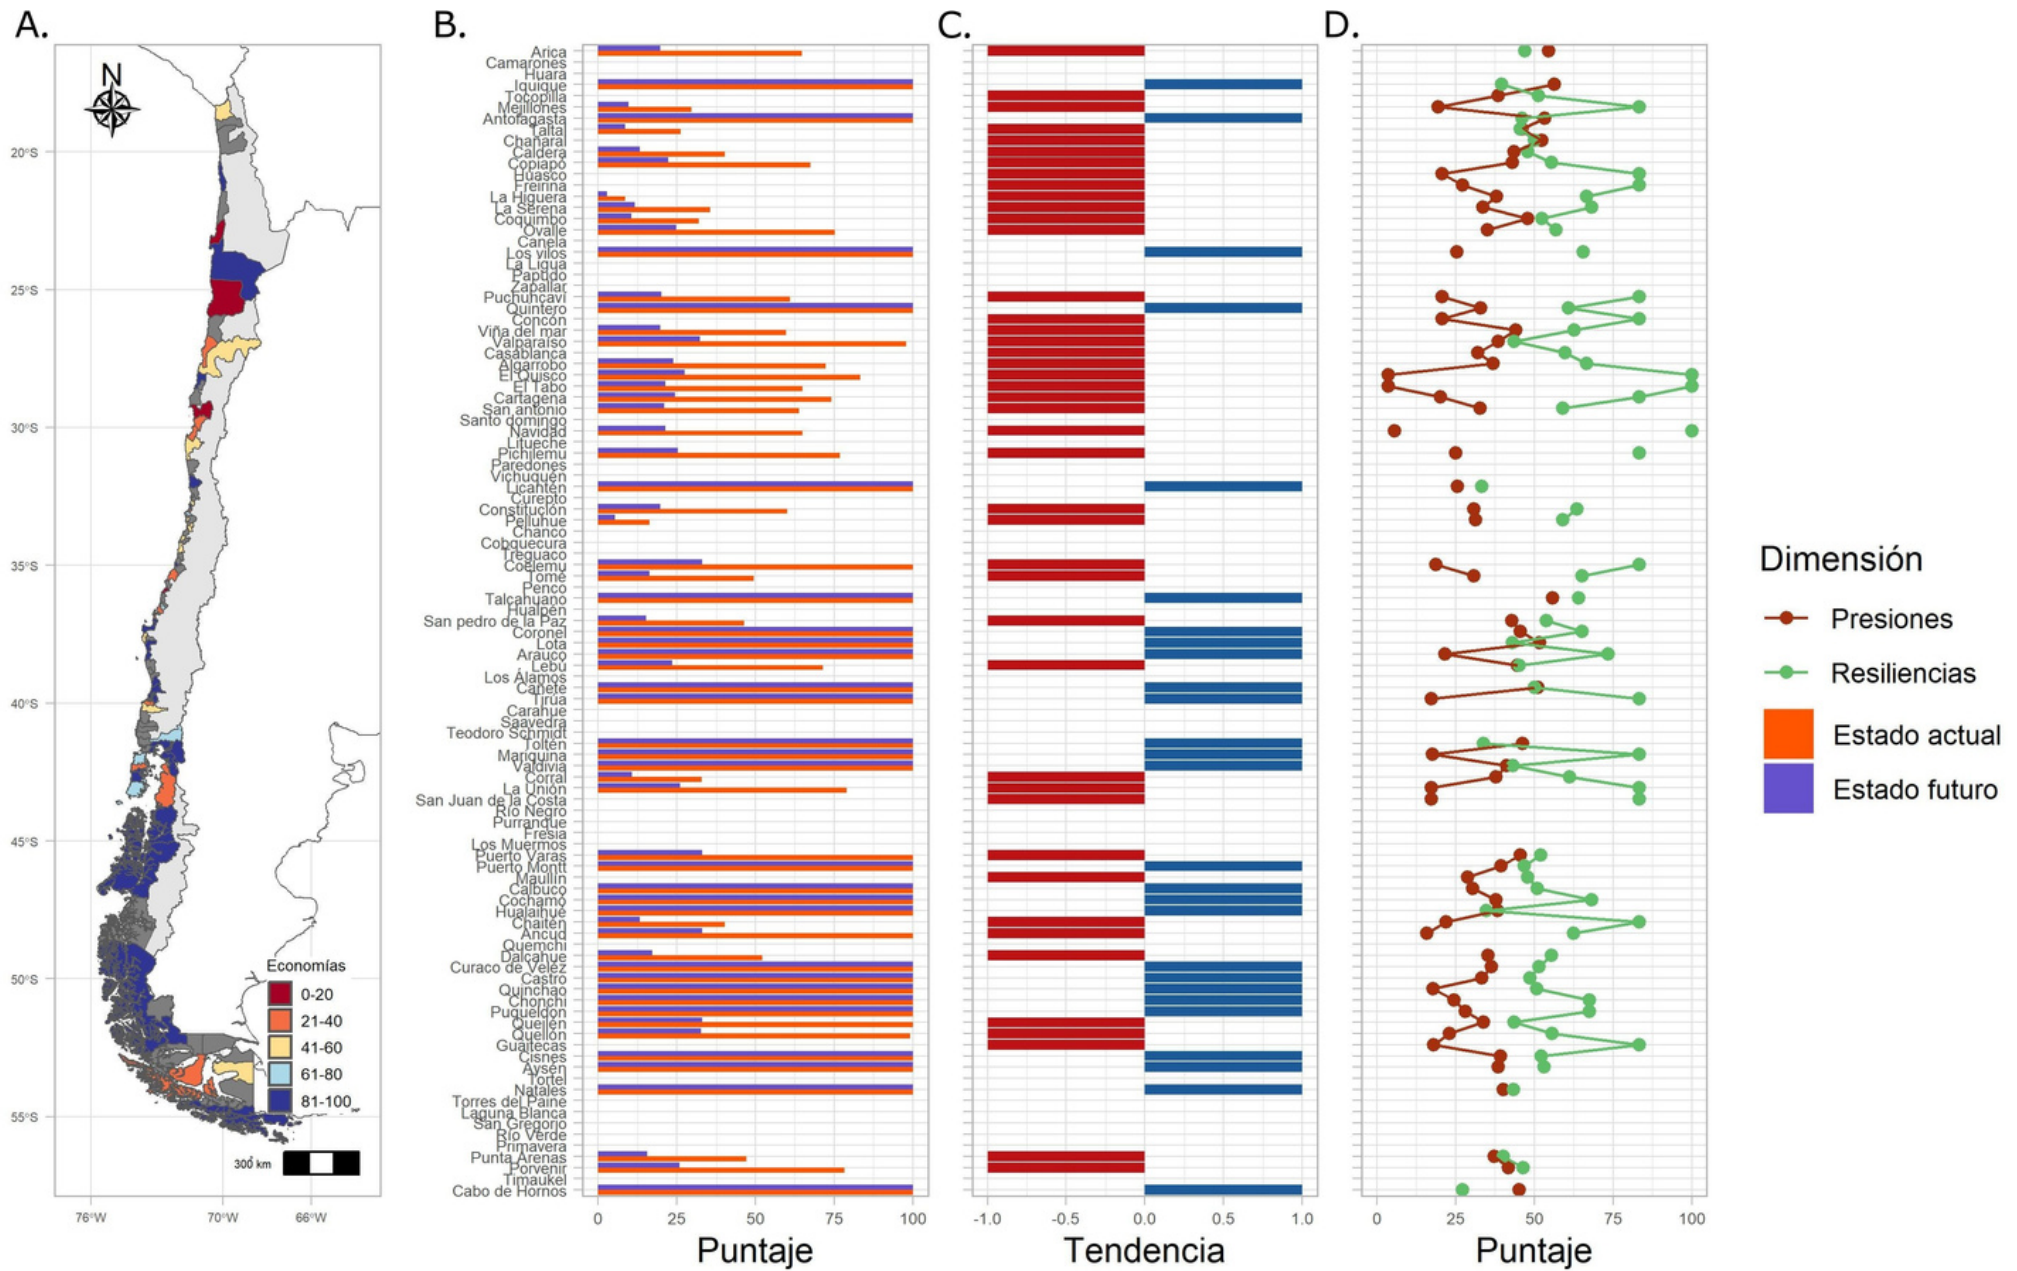 A.
B.
C.
D.
N
20°S
25°S
30°S
35°S
40°S
45°S
50°S
55°S
76°W
70°W
66°W
Economías
0-20
21-40
41-60
61-80
81-100
300 km
Arica
Camarones
Huara
Iquique
Tocopilla
Mejillones
Antofagasta
Taltal
Chañaral
Caldera
Copiapó
Huasco
Freirina
La Higuera
La Serena
Coquimbo
Ovalle
Canela
Los vilos
La Ligua
Papudo
Zapallar
Puchuncaví
Quintero
Concón
Viña del mar
Valparaíso
Casablanca
Algarrobo
El Quisco
El Tabo
Cartagena
San antonio
Santo domingo
Navidad
Litueche
Pichilemu
Paredones
Vichuquén
Licantén
Curepto
Constitución
Pelluhue
Chanco
Cobquecura
Treguaco
Coelemu
Tomé
Penco
Talcahuano
Hualpén
San pedro de la Paz
Coronel
Lota
Arauco
Lebú
Los Álamos
Cañete
Tirúa
Carahue
Saavedra
Teodoro Schmidt
Toltén
Mariquina
Valdivia
Corral
La Unión
San Juan de la Costa
Río Negro
Purranque
Fresia
Los Muermos
Puerto Varas
Puerto Montt
Maullín
Calbuco
Cochamó
Hualaihué
Chaitén
Ancud
Quemchi
Dalcahue
Curaco de Veléz
Castro
Quinchao
Chonchi
Puqueldón
Queilén
Quellón
Guaitecas
Cisnes
Aysén
Tortel
Natales
Torres del Paine
Laguna Blanca
San Gregorio
Río Verde
Primavera
Punta Arenas
Porvenir
Timaukel
Cabo de Hornos
0 25 50 75 100
Puntaje
-1.0 -0.5 0.0 0.5 1.0
Tendencia
0 25 50 75 100
Puntaje
Dimensión
Presiones
Resiliencias
Estado actual
Estado futuro